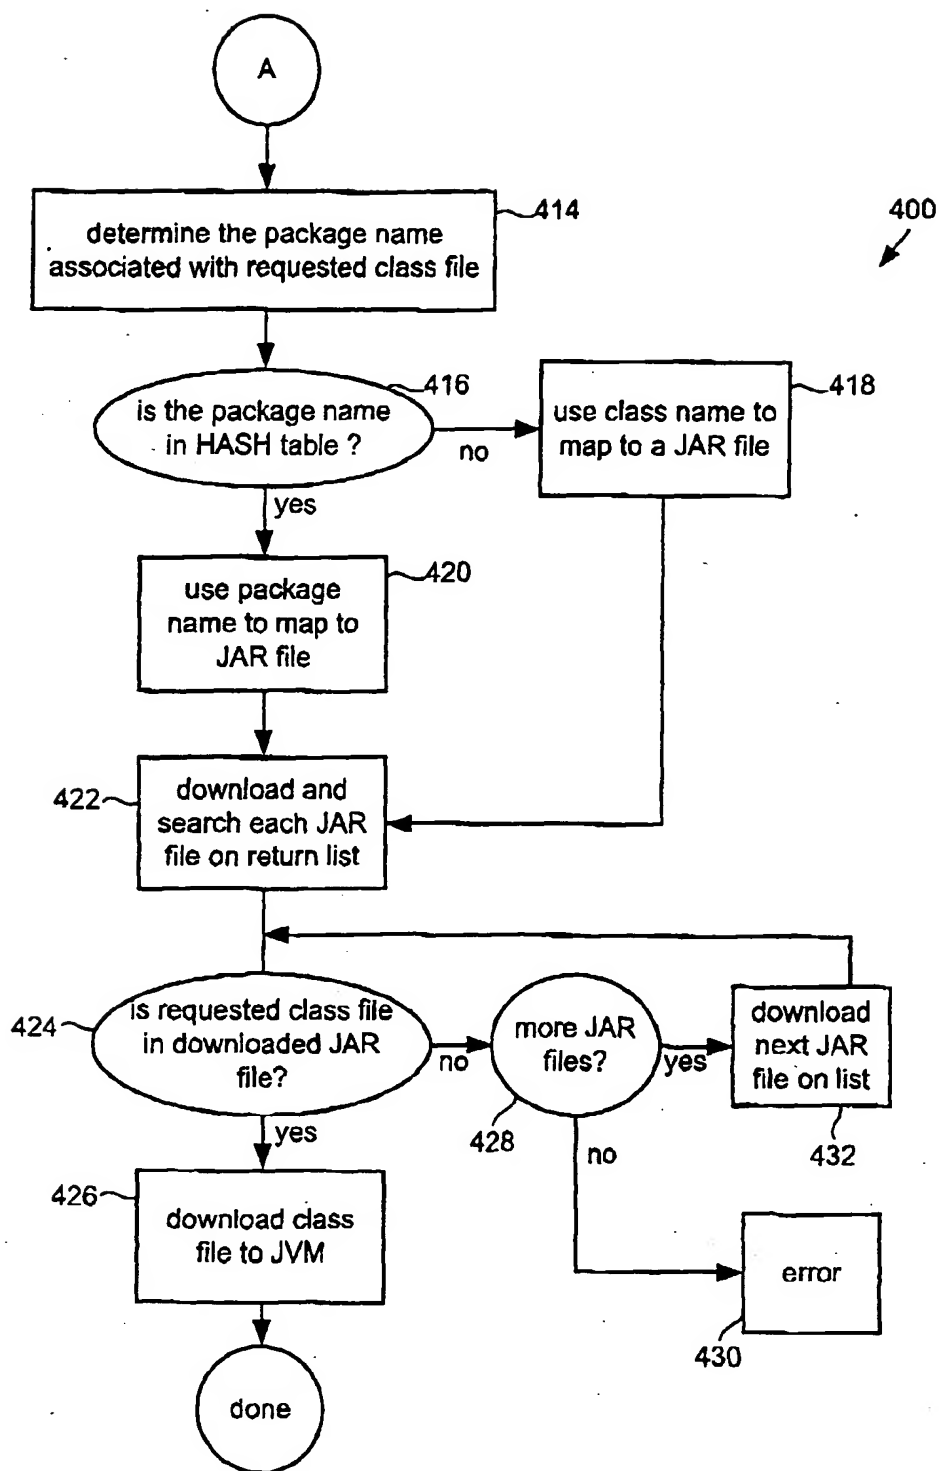 A
determine the package name
associated with requested class file
414
400
is the package name
in HASH table ?
416
no
yes
use class name to
map to a JAR file
418
use package
name to map to
JAR file
420
422
download and
search each JAR
file on return list
424
is requested class file
in downloaded JAR
file?
no
yes
more JAR
files?
428
yes
no
download
next JAR
file on list
432
426
download class
file to JVM
error
430
done